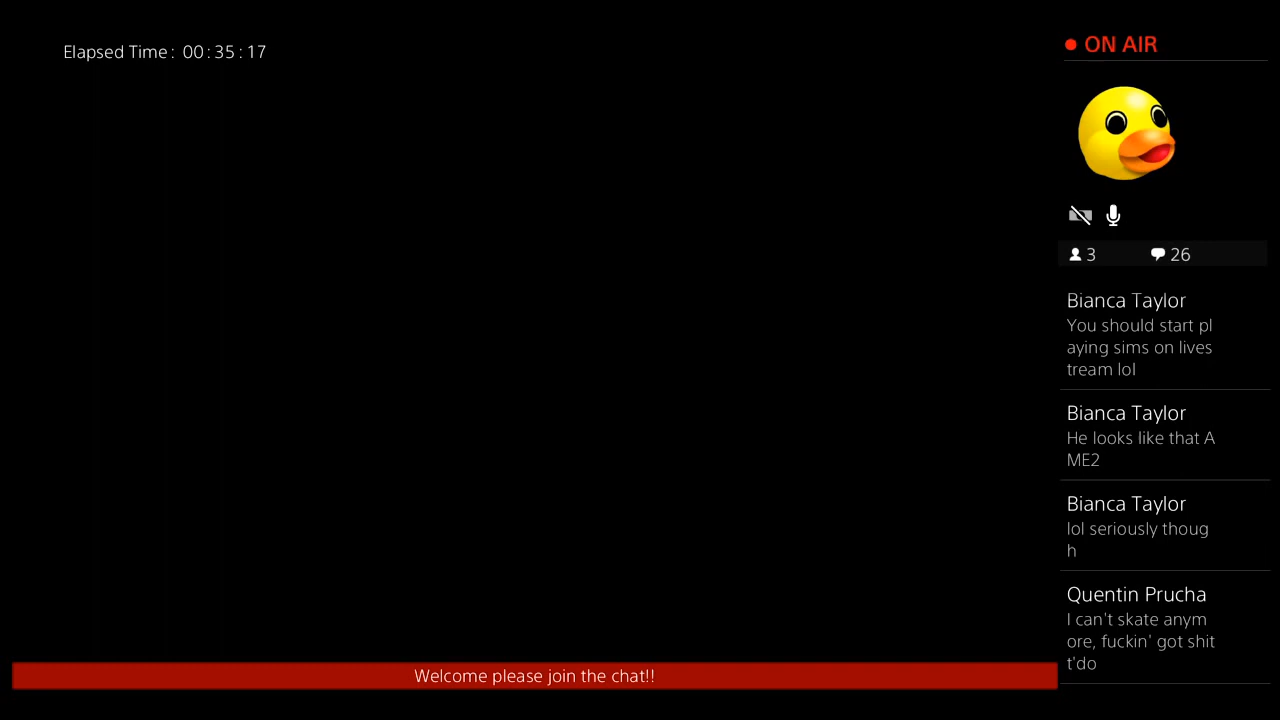 Elapsed Time: 00:35:17
ON AIR
3 26
Bianca Taylor
You should start pl
aying sims on lives
tream lol
Bianca Taylor
He looks like that A
ME2
Bianca Taylor
lol seriously thoug
h
Quentin Prucha
I can't skate anym
ore, fuckin' got shit
t'do
Welcome please join the chat!!